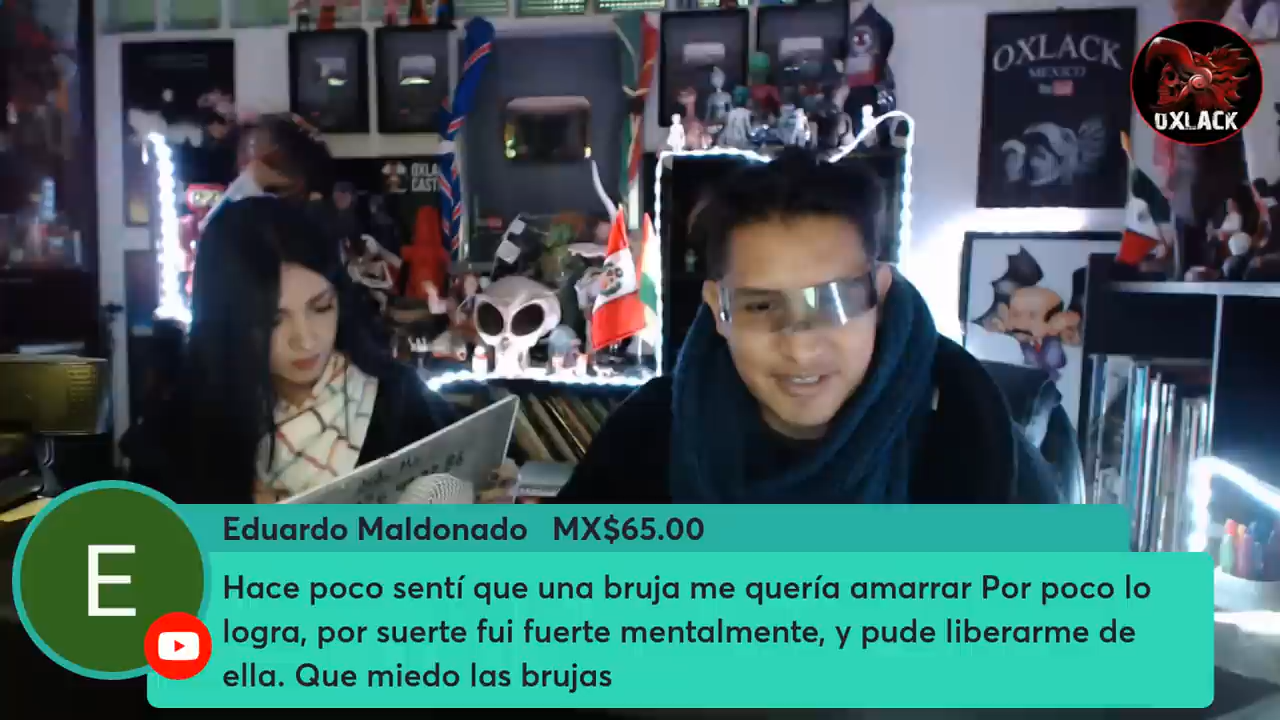 OXLACK
MEXICO
OXLACK
Eduardo Maldonado MX$65.00
E
Hace poco sentí que una bruja me quería amarrar Por poco lo
logra, por suerte fui fuerte mentalmente, y pude liberarme de
ella. Que miedo las brujas